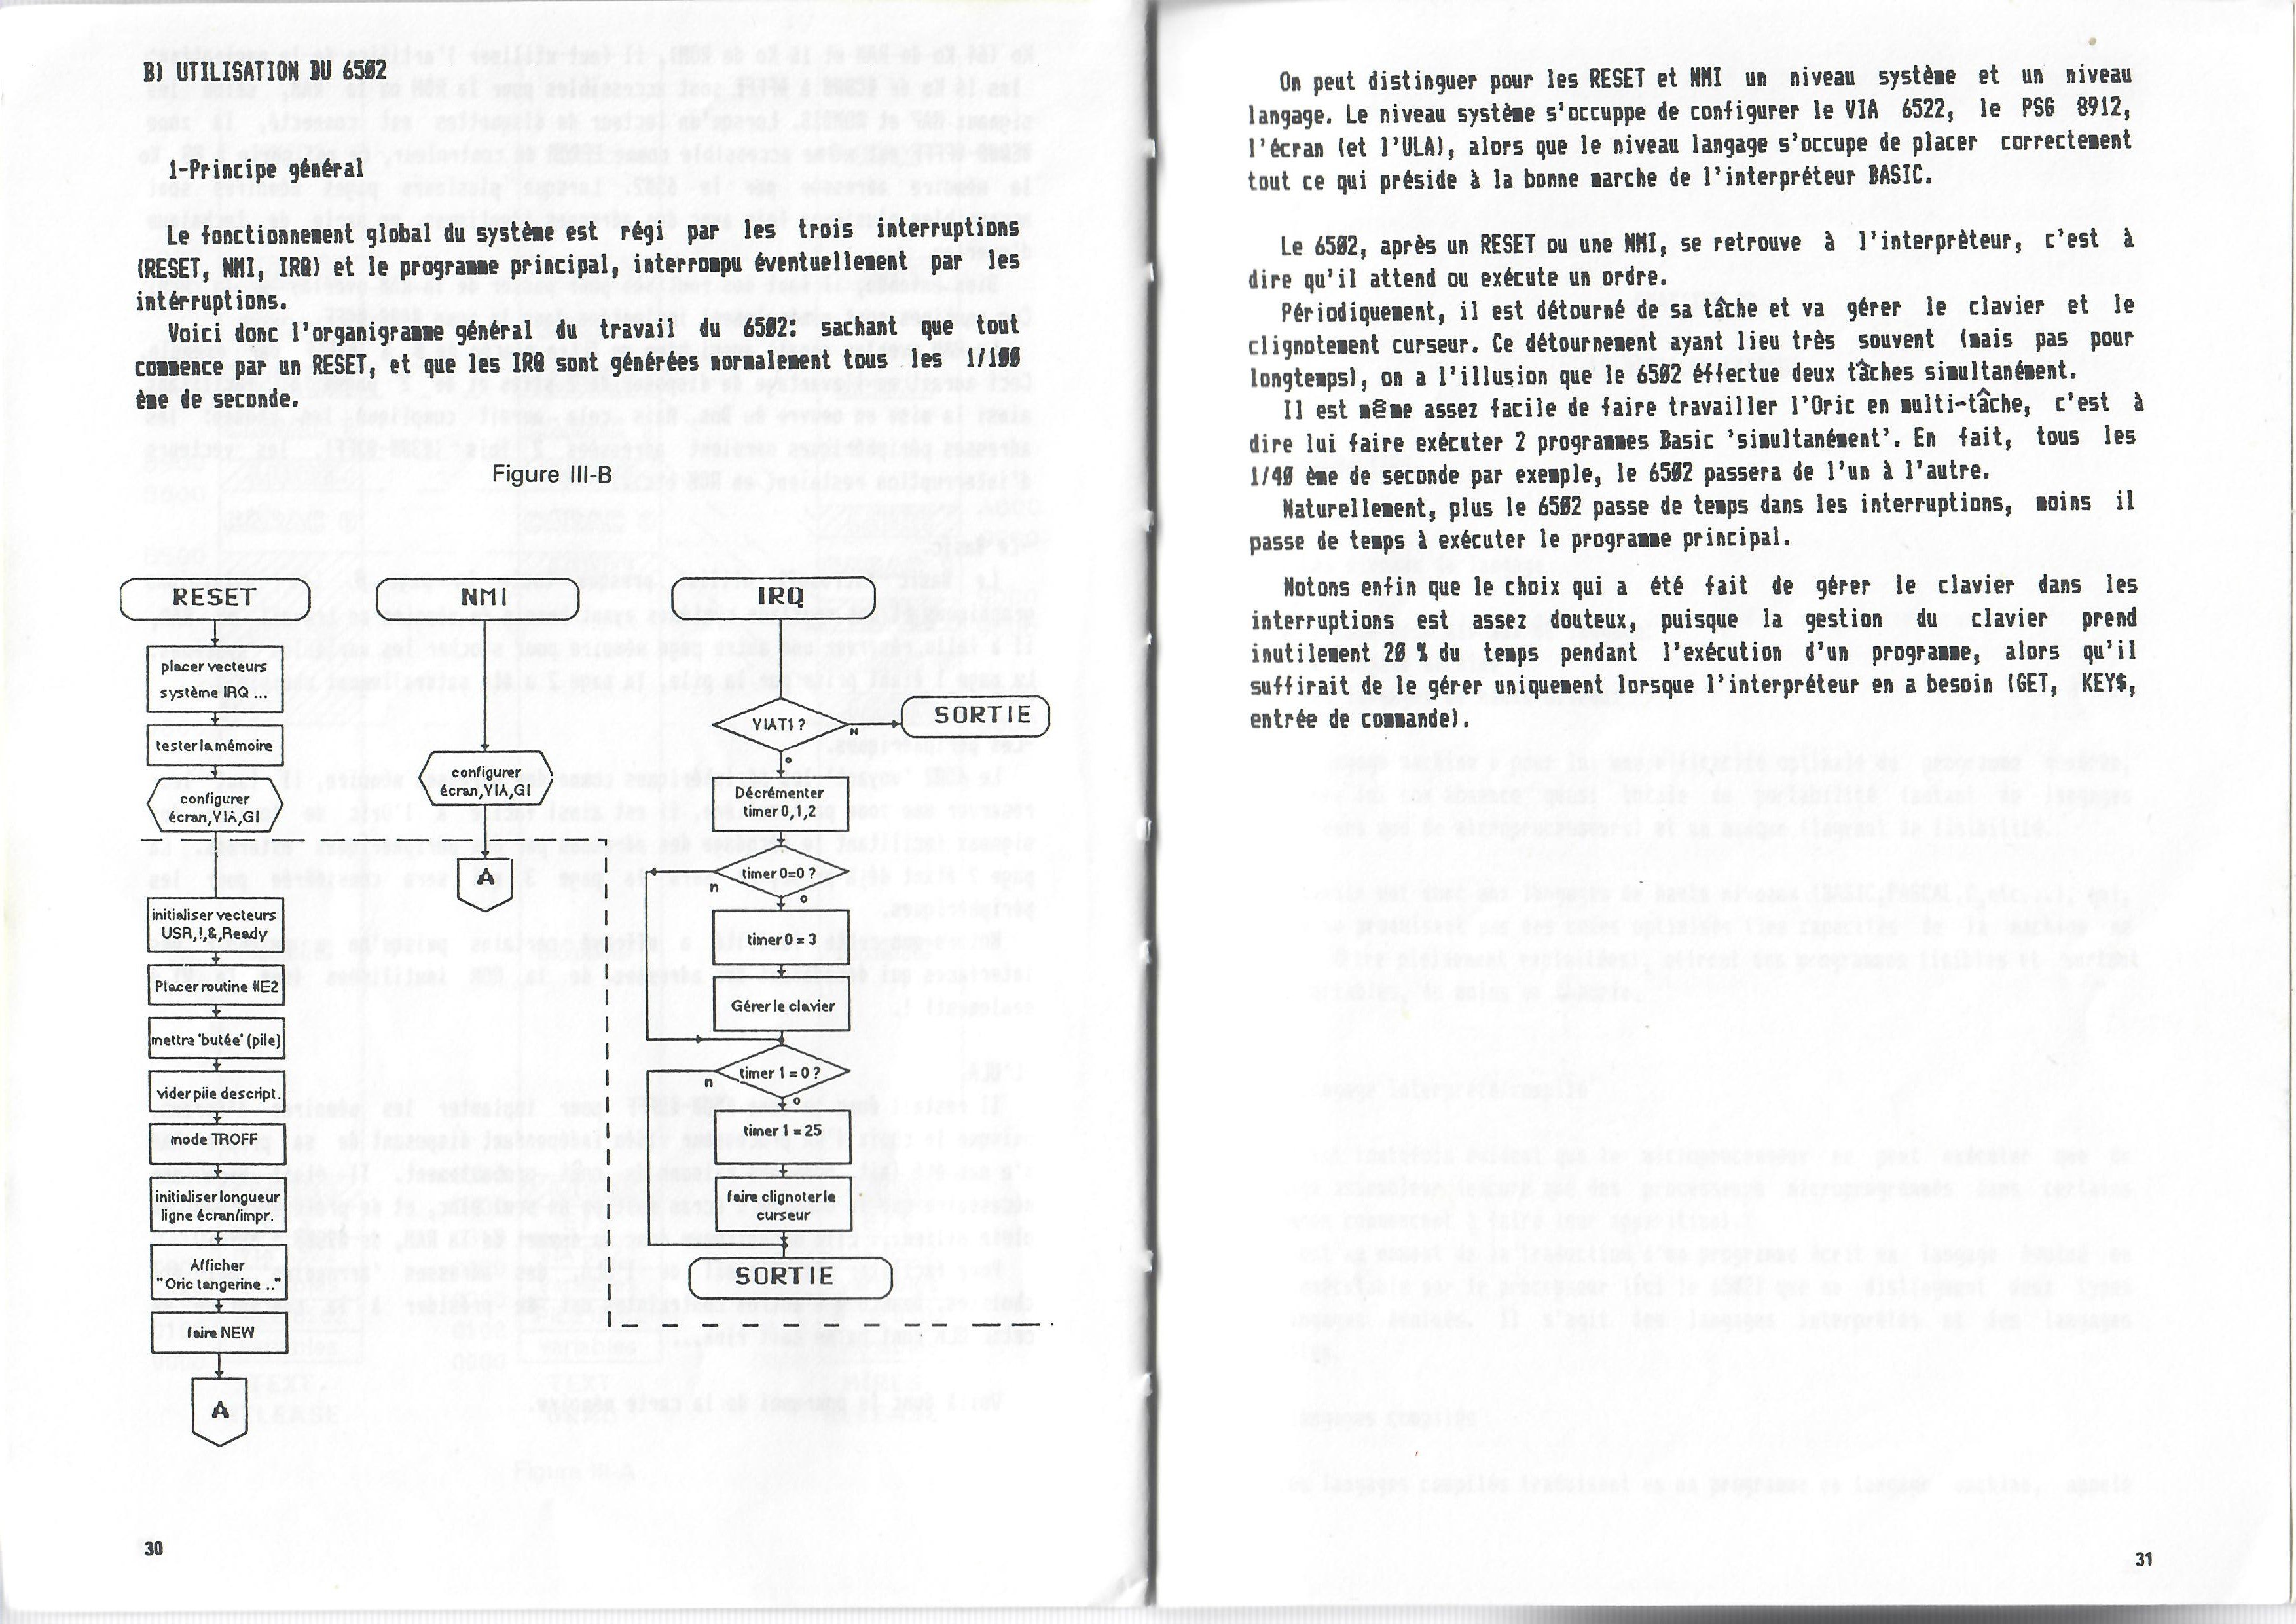 B) UTILISATION DU 6502
1-Principe général
Le fonctionnement global du système est régi par les trois interruptions
(RESET, NMI, IRQ) et le programme principal, interrompu éventuellement par les
intérruptions.
Voici donc l'organigramme général du travail du 6502: sachant que tout
commence par un RESET, et que les IRQ sont générées normalement tous les 1/100
ème de seconde.
Figure III-B
RESET
placer vecteurs
système IRQ ...
tester la mémoire
configurer
écran,VIA,GI
initialiser vecteurs
USR,!,&,Ready
Placer routine #E2
mettre 'butée' (pile)
vider pile descript.
mode TROFF
initialiser longueur
ligne écran/impr.
Afficher
"Oric tangerine .."
faire NEW
A
NMI
configurer
écran,VIA,GI
A
IRQ
VIAT1 ?
N
SORTIE
o
Décrémenter
timer 0,1,2
timer 0=0 ?
n
o
timer 0 = 3
Gérer le clavier
timer 1 = 0 ?
n
o
timer 1 = 25
faire clignoter le
curseur
SORTIE
30
On peut distinguer pour les RESET et NMI un niveau système et un niveau
langage. Le niveau système s'occuppe de configurer le VIA 6522, le PSG 8912,
l'écran (et l'ULA), alors que le niveau langage s'occupe de placer correctement
tout ce qui préside à la bonne marche de l'interpréteur BASIC.
Le 6502, après un RESET ou une NMI, se retrouve à l'interprèteur, c'est à
dire qu'il attend ou exécute un ordre.
Périodiquement, il est détourné de sa tâche et va gérer le clavier et le
clignotement curseur. Ce détournement ayant lieu très souvent (mais pas pour
longtemps), on a l'illusion que le 6502 éffectue deux tâches simultanément.
Il est même assez facile de faire travailler l'Oric en multi-tâche, c'est à
dire lui faire exécuter 2 programmes Basic 'simultanément'. En fait, tous les
1/40 ème de seconde par exemple, le 6502 passera de l'un à l'autre.
Naturellement, plus le 6502 passe de temps dans les interruptions, moins il
passe de temps à exécuter le programme principal.
Notons enfin que le choix qui a été fait de gérer le clavier dans les
interruptions est assez douteux, puisque la gestion du clavier prend
inutilement 20 % du temps pendant l'exécution d'un programme, alors qu'il
suffirait de le gérer uniquement lorsque l'interpréteur en a besoin (GET, KEY$,
entrée de commande).
31